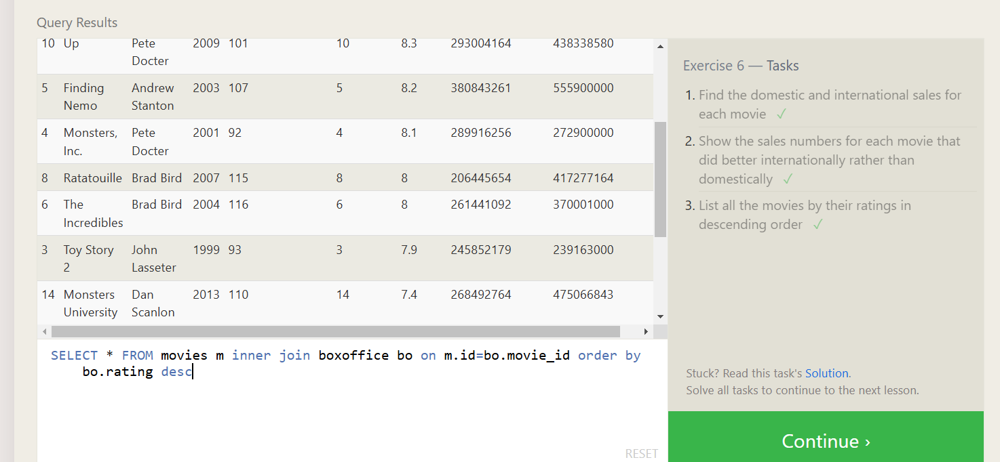 Query Results
10 Up Pete Docter 2009 101 10 8.3 293004164 438338580
5 Finding Nemo Andrew Stanton 2003 107 5 8.2 380843261 555900000
4 Monsters, Inc. Pete Docter 2001 92 4 8.1 289916256 272900000
8 Ratatouille Brad Bird 2007 115 8 8 206445654 417277164
6 The Incredibles Brad Bird 2004 116 6 8 261441092 370001000
3 Toy Story 2 John Lasseter 1999 93 3 7.9 245852179 239163000
14 Monsters University Dan Scanlon 2013 110 14 7.4 268492764 475066843
SELECT * FROM movies m inner join boxoffice bo on m.id=bo.movie_id order by
bo.rating desc
RESET
Exercise 6 — Tasks
1. Find the domestic and international sales for
each movie ✓
2. Show the sales numbers for each movie that
did better internationally rather than
domestically ✓
3. List all the movies by their ratings in
descending order ✓
Stuck? Read this task's Solution.
Solve all tasks to continue to the next lesson.
Continue ›